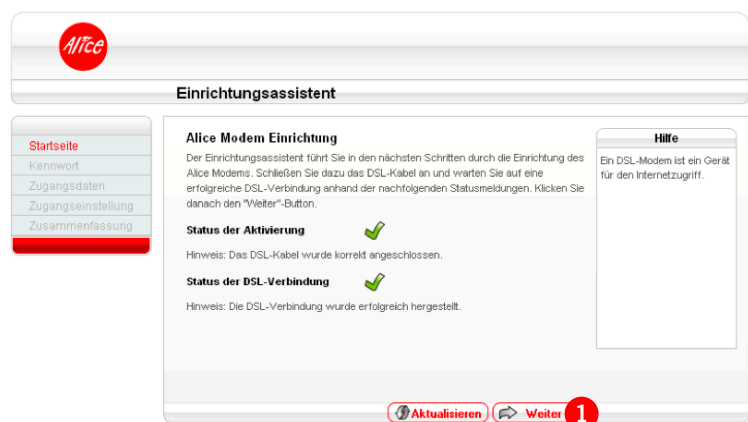 Alice
Einrichtungsassistent
Startseite
Kennwort
Zugangsdaten
Zugangseinstellung
Zusammenfassung
Alice Modem Einrichtung
Der Einrichtungsassistent führt Sie in den nächsten Schritten durch die Einrichtung des
Alice Modems. Schließen Sie dazu das DSL-Kabel an und warten Sie auf eine
erfolgreiche DSL-Verbindung anhand der nachfolgenden Statusmeldungen. Klicken Sie
danach den "Weiter"-Button.
Status der Aktivierung
Hinweis: Das DSL-Kabel wurde korrekt angeschlossen.
Status der DSL-Verbindung
Hinweis: Die DSL-Verbindung wurde erfolgreich hergestellt.
Hilfe
Ein DSL-Modem ist ein Gerät
für den Internetzugriff.
Aktualisieren
Weiter
1